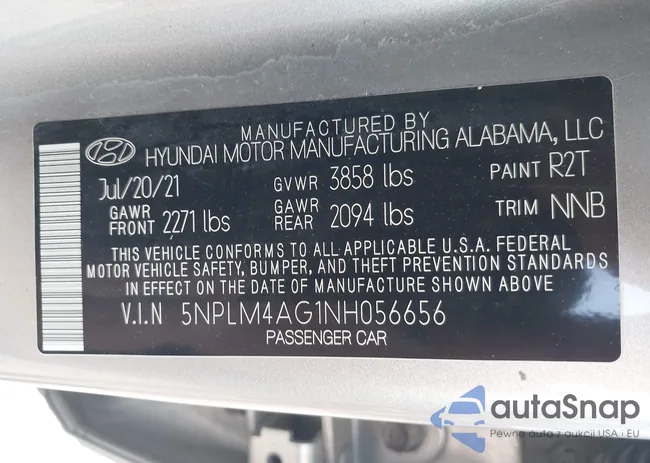 MANUFACTURED BY
HYUNDAI MOTOR MANUFACTURING ALABAMA, LLC
Jul/20/21 GVWR 3858 lbs PAINT R2T
GAWR FRONT 2271 lbs GAWR REAR 2094 lbs TRIM NNB
THIS VEHICLE CONFORMS TO ALL APPLICABLE U.S.A. FEDERAL
MOTOR VEHICLE SAFETY, BUMPER, AND THEFT PREVENTION STANDARDS
IN EFFECT ON THE DATE OF MANUFACTURE SHOWN ABOVE
V.I.N 5NPLM4AG1NH056656
PASSENGER CAR
autaSnap
Pewne auta z aukcji USA i EU